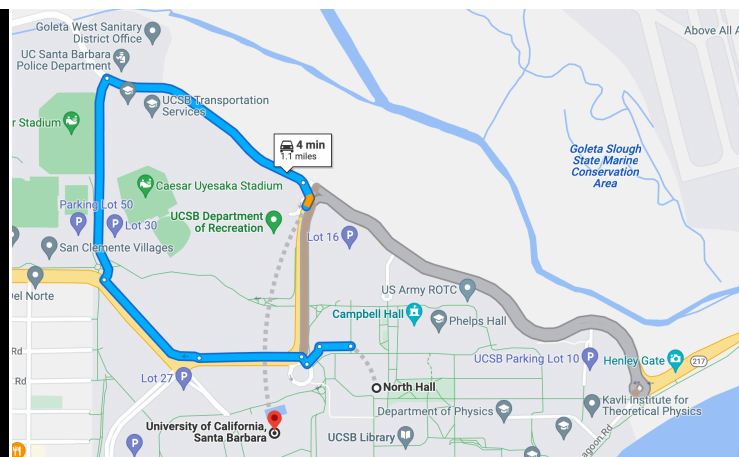 Goleta West Sanitary
District Office
Above All A
UC Santa Barbara
Police Department
UCSB Transportation
Services
r Stadium
4 min
1.1 miles
Goleta Slough
State Marine
Conservation
Area
Caesar Uyesaka Stadium
Parking Lot 50
Lot 30
UCSB Department
of Recreation
Lot 16
San Clemente Villages
Del Norte
US Army ROTC
Campbell Hall
Phelps Hall
Rd
UCSB Parking Lot 10
Henley Gate
217
Rd
Lot 27
North Hall
Kavli Institute for
Theoretical Physics
Department of Physics
University of California,
Santa Barbara
UCSB Library
agoon Rd